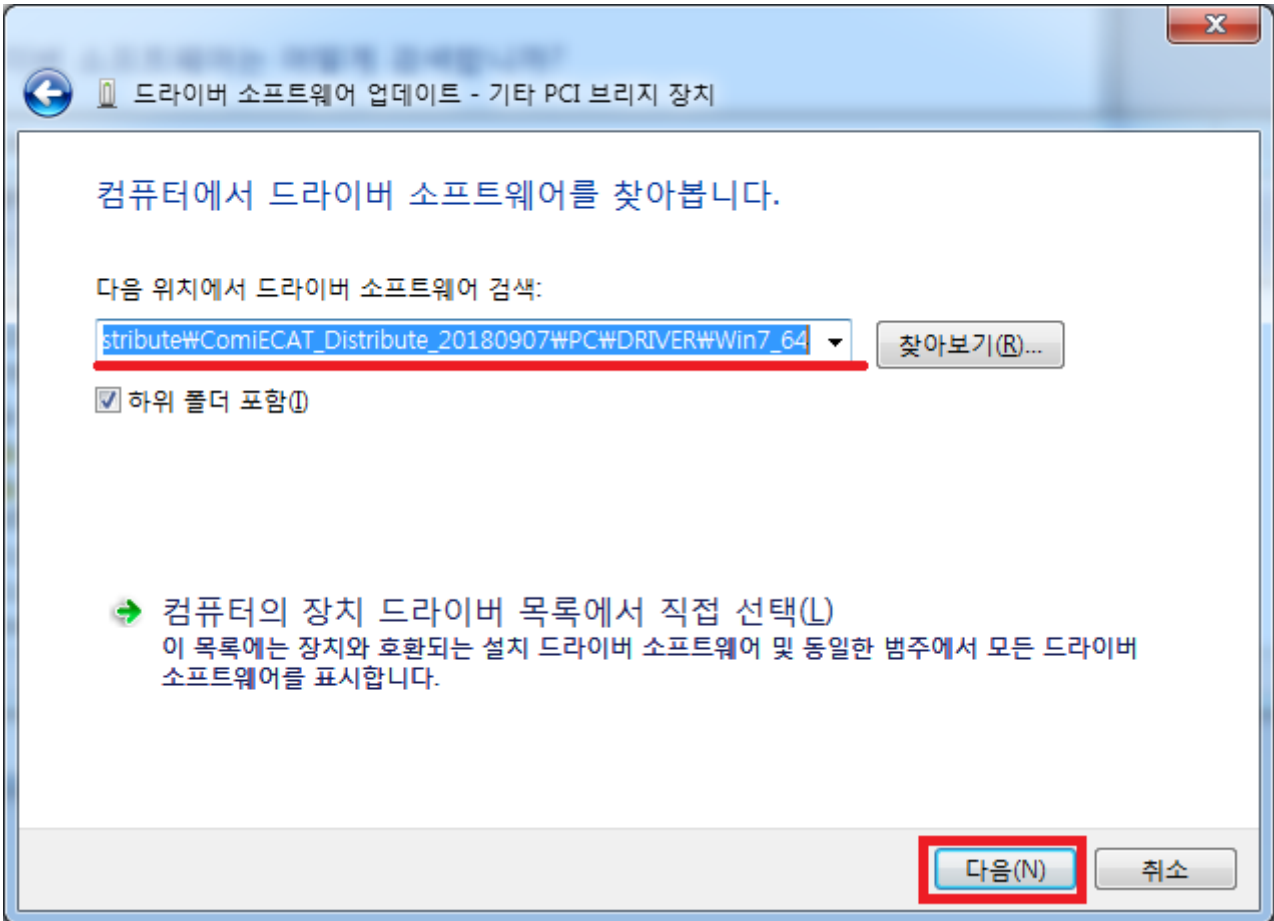 드라이버 소프트웨어 업데이트 - 기타 PCI 브리지 장치
컴퓨터에서 드라이버 소프트웨어를 찾아봅니다.
다음 위치에서 드라이버 소프트웨어 검색:
stribute₩ComiECAT_Distribute_20180907₩PC₩DRIVER₩Win7_64
찾아보기(R)...
하위 폴더 포함(I)
컴퓨터의 장치 드라이버 목록에서 직접 선택(L)
이 목록에는 장치와 호환되는 설치 드라이버 소프트웨어 및 동일한 범주에서 모든 드라이버
소프트웨어를 표시합니다.
다음(N)
취소